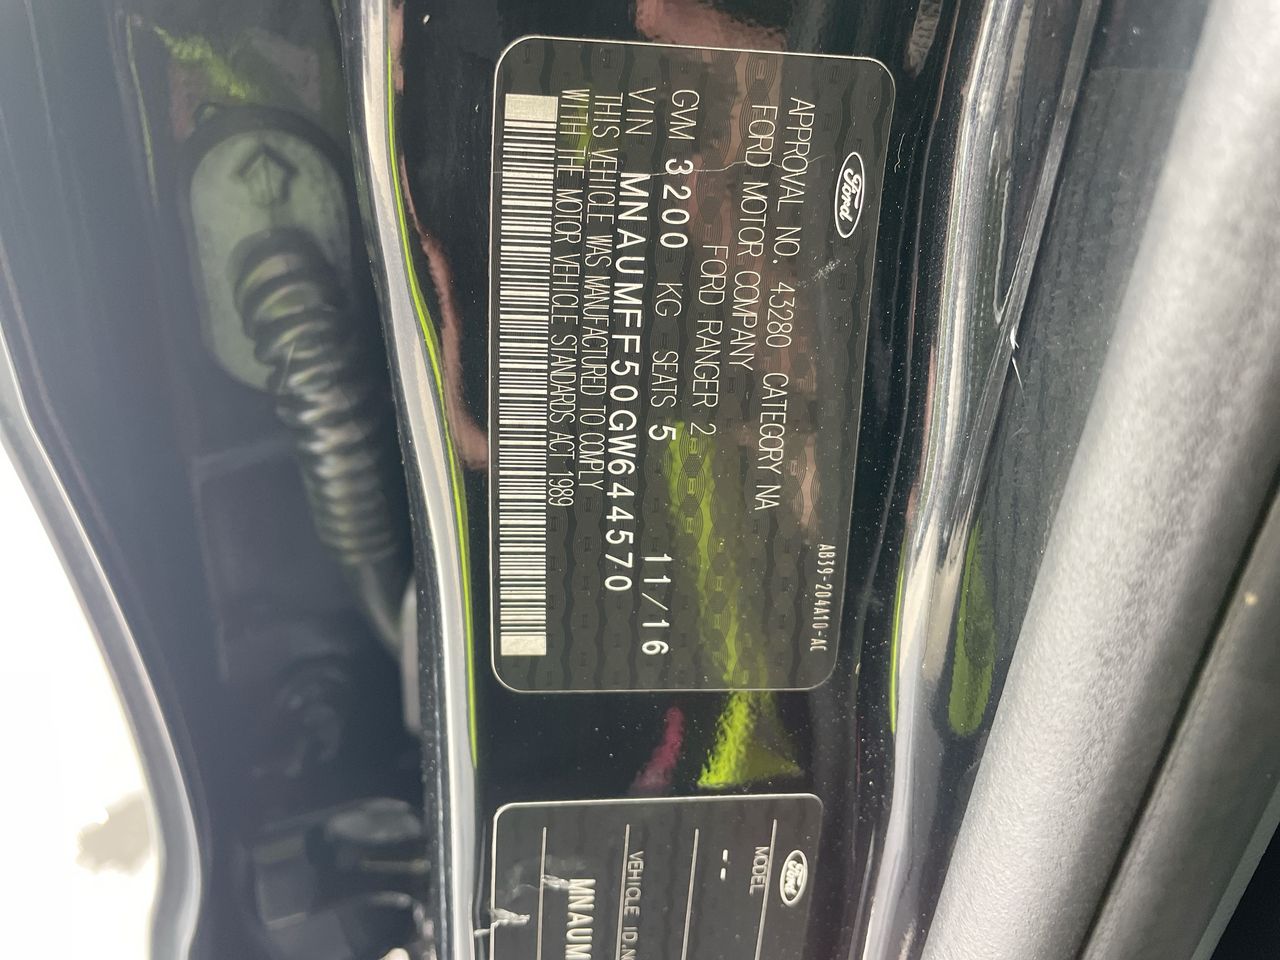 Ford
AB39-204A10-AC
APPROVAL NO. 43280 CATEGORY NA
FORD MOTOR COMPANY
FORD RANGER 2
GVM 3200 KG SEATS 5
VIN MNAUMFF50GW644570 11/16
THIS VEHICLE WAS MANUFACTURED TO COMPLY
WITH THE MOTOR VEHICLE STANDARDS ACT 1989
Ford
MODEL
--
VEHICLE ID.N
MNAUM